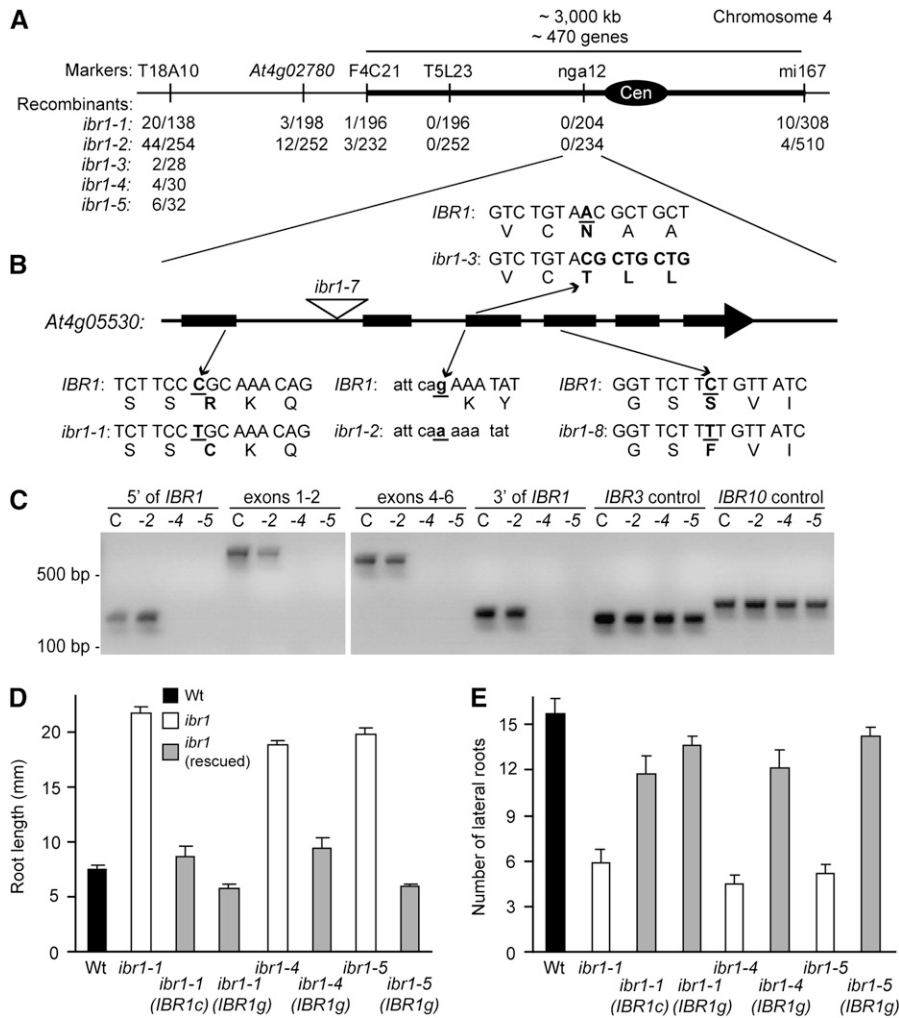 A
~ 3,000 kb Chromosome 4
~ 470 genes
Markers: T18A10 At4g02780 F4C21 T5L23 nga12 Cen mi167
Recombinants:
ibr1-1: 20/138 3/198 1/196 0/196 0/204 10/308
ibr1-2: 44/254 12/252 3/232 0/252 0/234 4/510
ibr1-3: 2/28
ibr1-4: 4/30
ibr1-5: 6/32
IBR1: GTC TGT AAC GCT GCT
V C N A A
B
ibr1-3: GTC TGT ACG CTG CTG
V C T L L
ibr1-7
At4g05530:
IBR1: TCT TCC CGC AAA CAG IBR1: att cag AAA TAT IBR1: GGT TCT TCT GTT ATC
S S R K Q K Y G S S V I
ibr1-1: TCT TCC TGC AAA CAG ibr1-2: att caa aaa tat ibr1-8: GGT TCT TTT GTT ATC
S S C K Q G S F V I
C
5' of IBR1 exons 1-2 exons 4-6 3' of IBR1 IBR3 control IBR10 control
C -2 -4 -5 C -2 -4 -5 C -2 -4 -5 C -2 -4 -5 C -2 -4 -5 C -2 -4 -5
500 bp -
100 bp -
D
Wt
ibr1
ibr1
(rescued)
Root length (mm)
20
15
10
5
0
Wt ibr1-1 ibr1-1 (IBR1c) ibr1-1 (IBR1g) ibr1-4 ibr1-4 (IBR1g) ibr1-5 ibr1-5 (IBR1g)
E
Number of lateral roots
15
12
9
6
3
0
Wt ibr1-1 ibr1-1 (IBR1c) ibr1-1 (IBR1g) ibr1-4 ibr1-4 (IBR1g) ibr1-5 ibr1-5 (IBR1g)